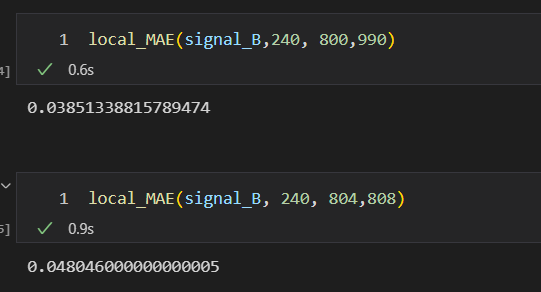 1 local_MAE(signal_B,240, 800,990)
4] ✓ 0.6s
0.03851338815789474
1 local_MAE(signal_B, 240, 804,808)
5] ✓ 0.9s
0.048046000000000005